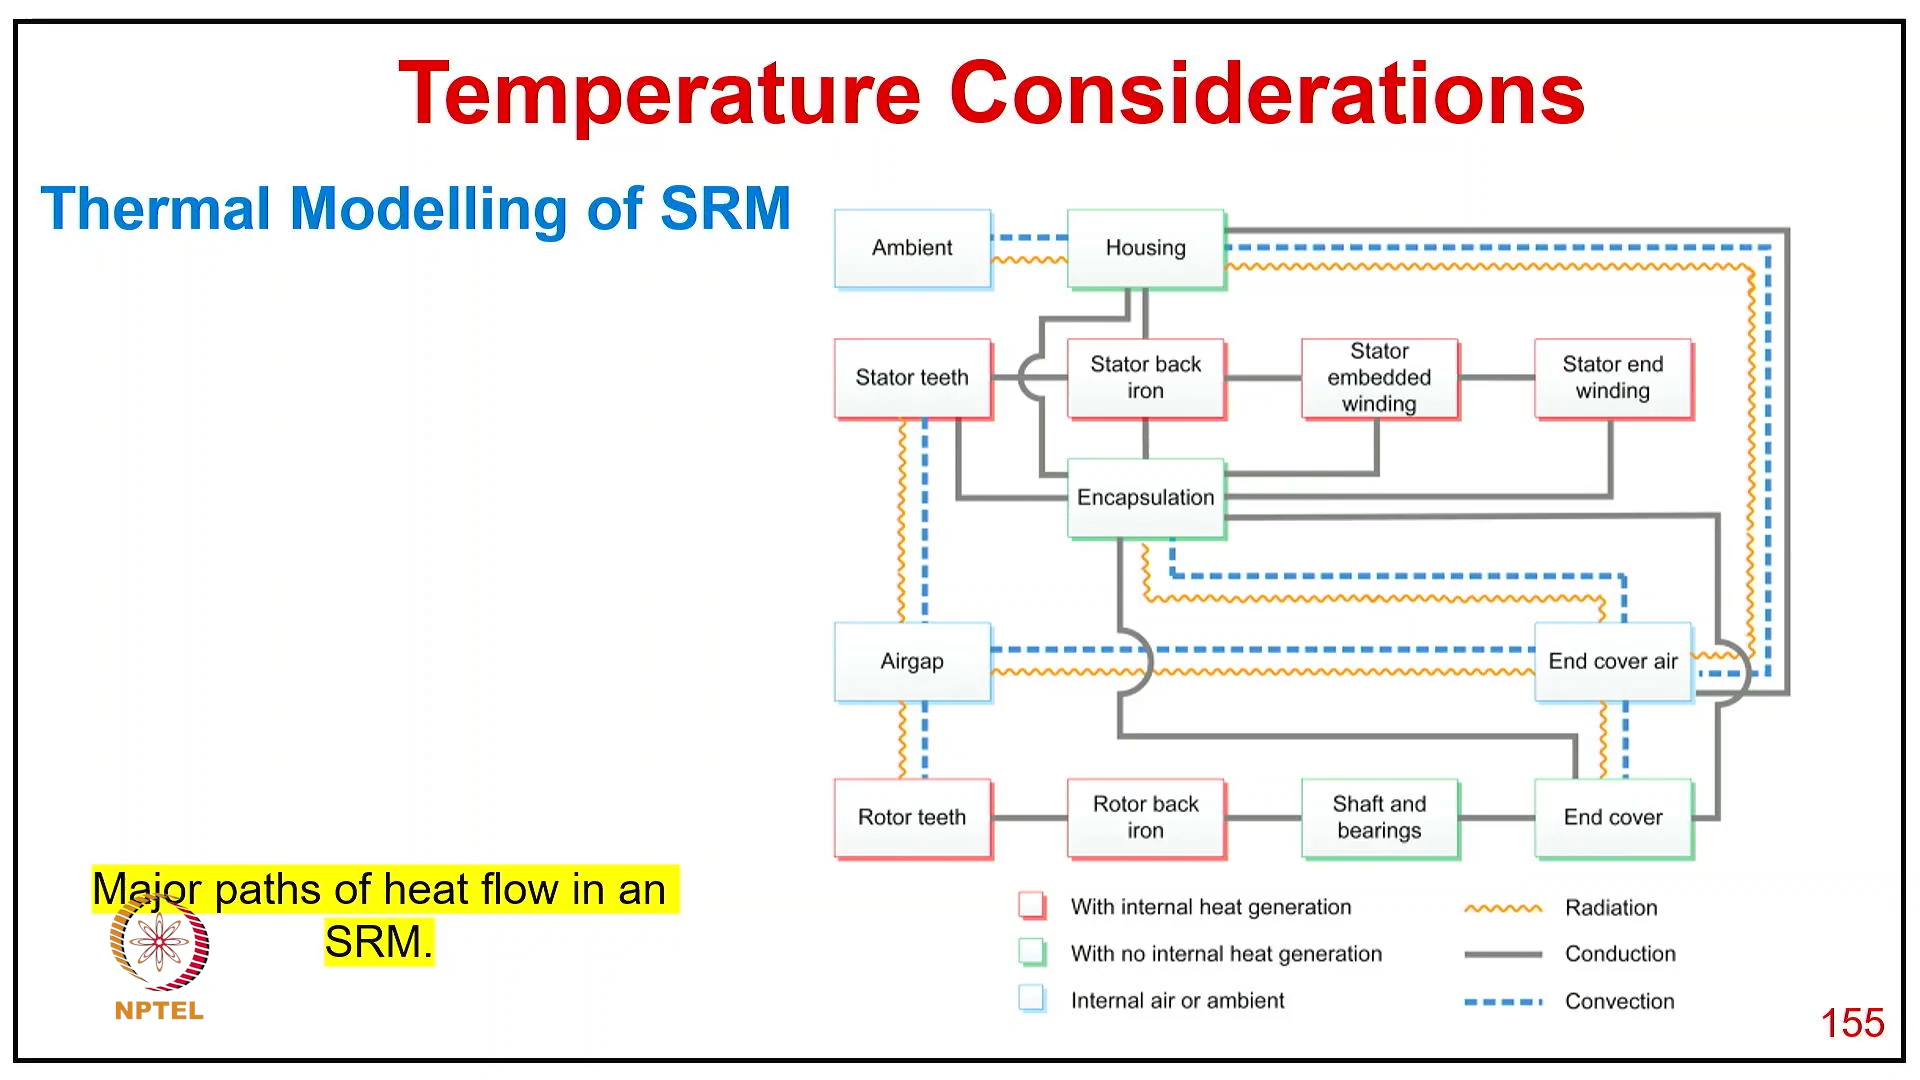 Temperature Considerations
Thermal Modelling of SRM
Ambient
Housing
Stator teeth
Stator back
iron
Stator
embedded
winding
Stator end
winding
Encapsulation
Airgap
End cover air
Rotor teeth
Rotor back
iron
Shaft and
bearings
End cover
Major paths of heat flow in an
SRM.
NPTEL
With internal heat generation
With no internal heat generation
Internal air or ambient
Radiation
Conduction
Convection
155